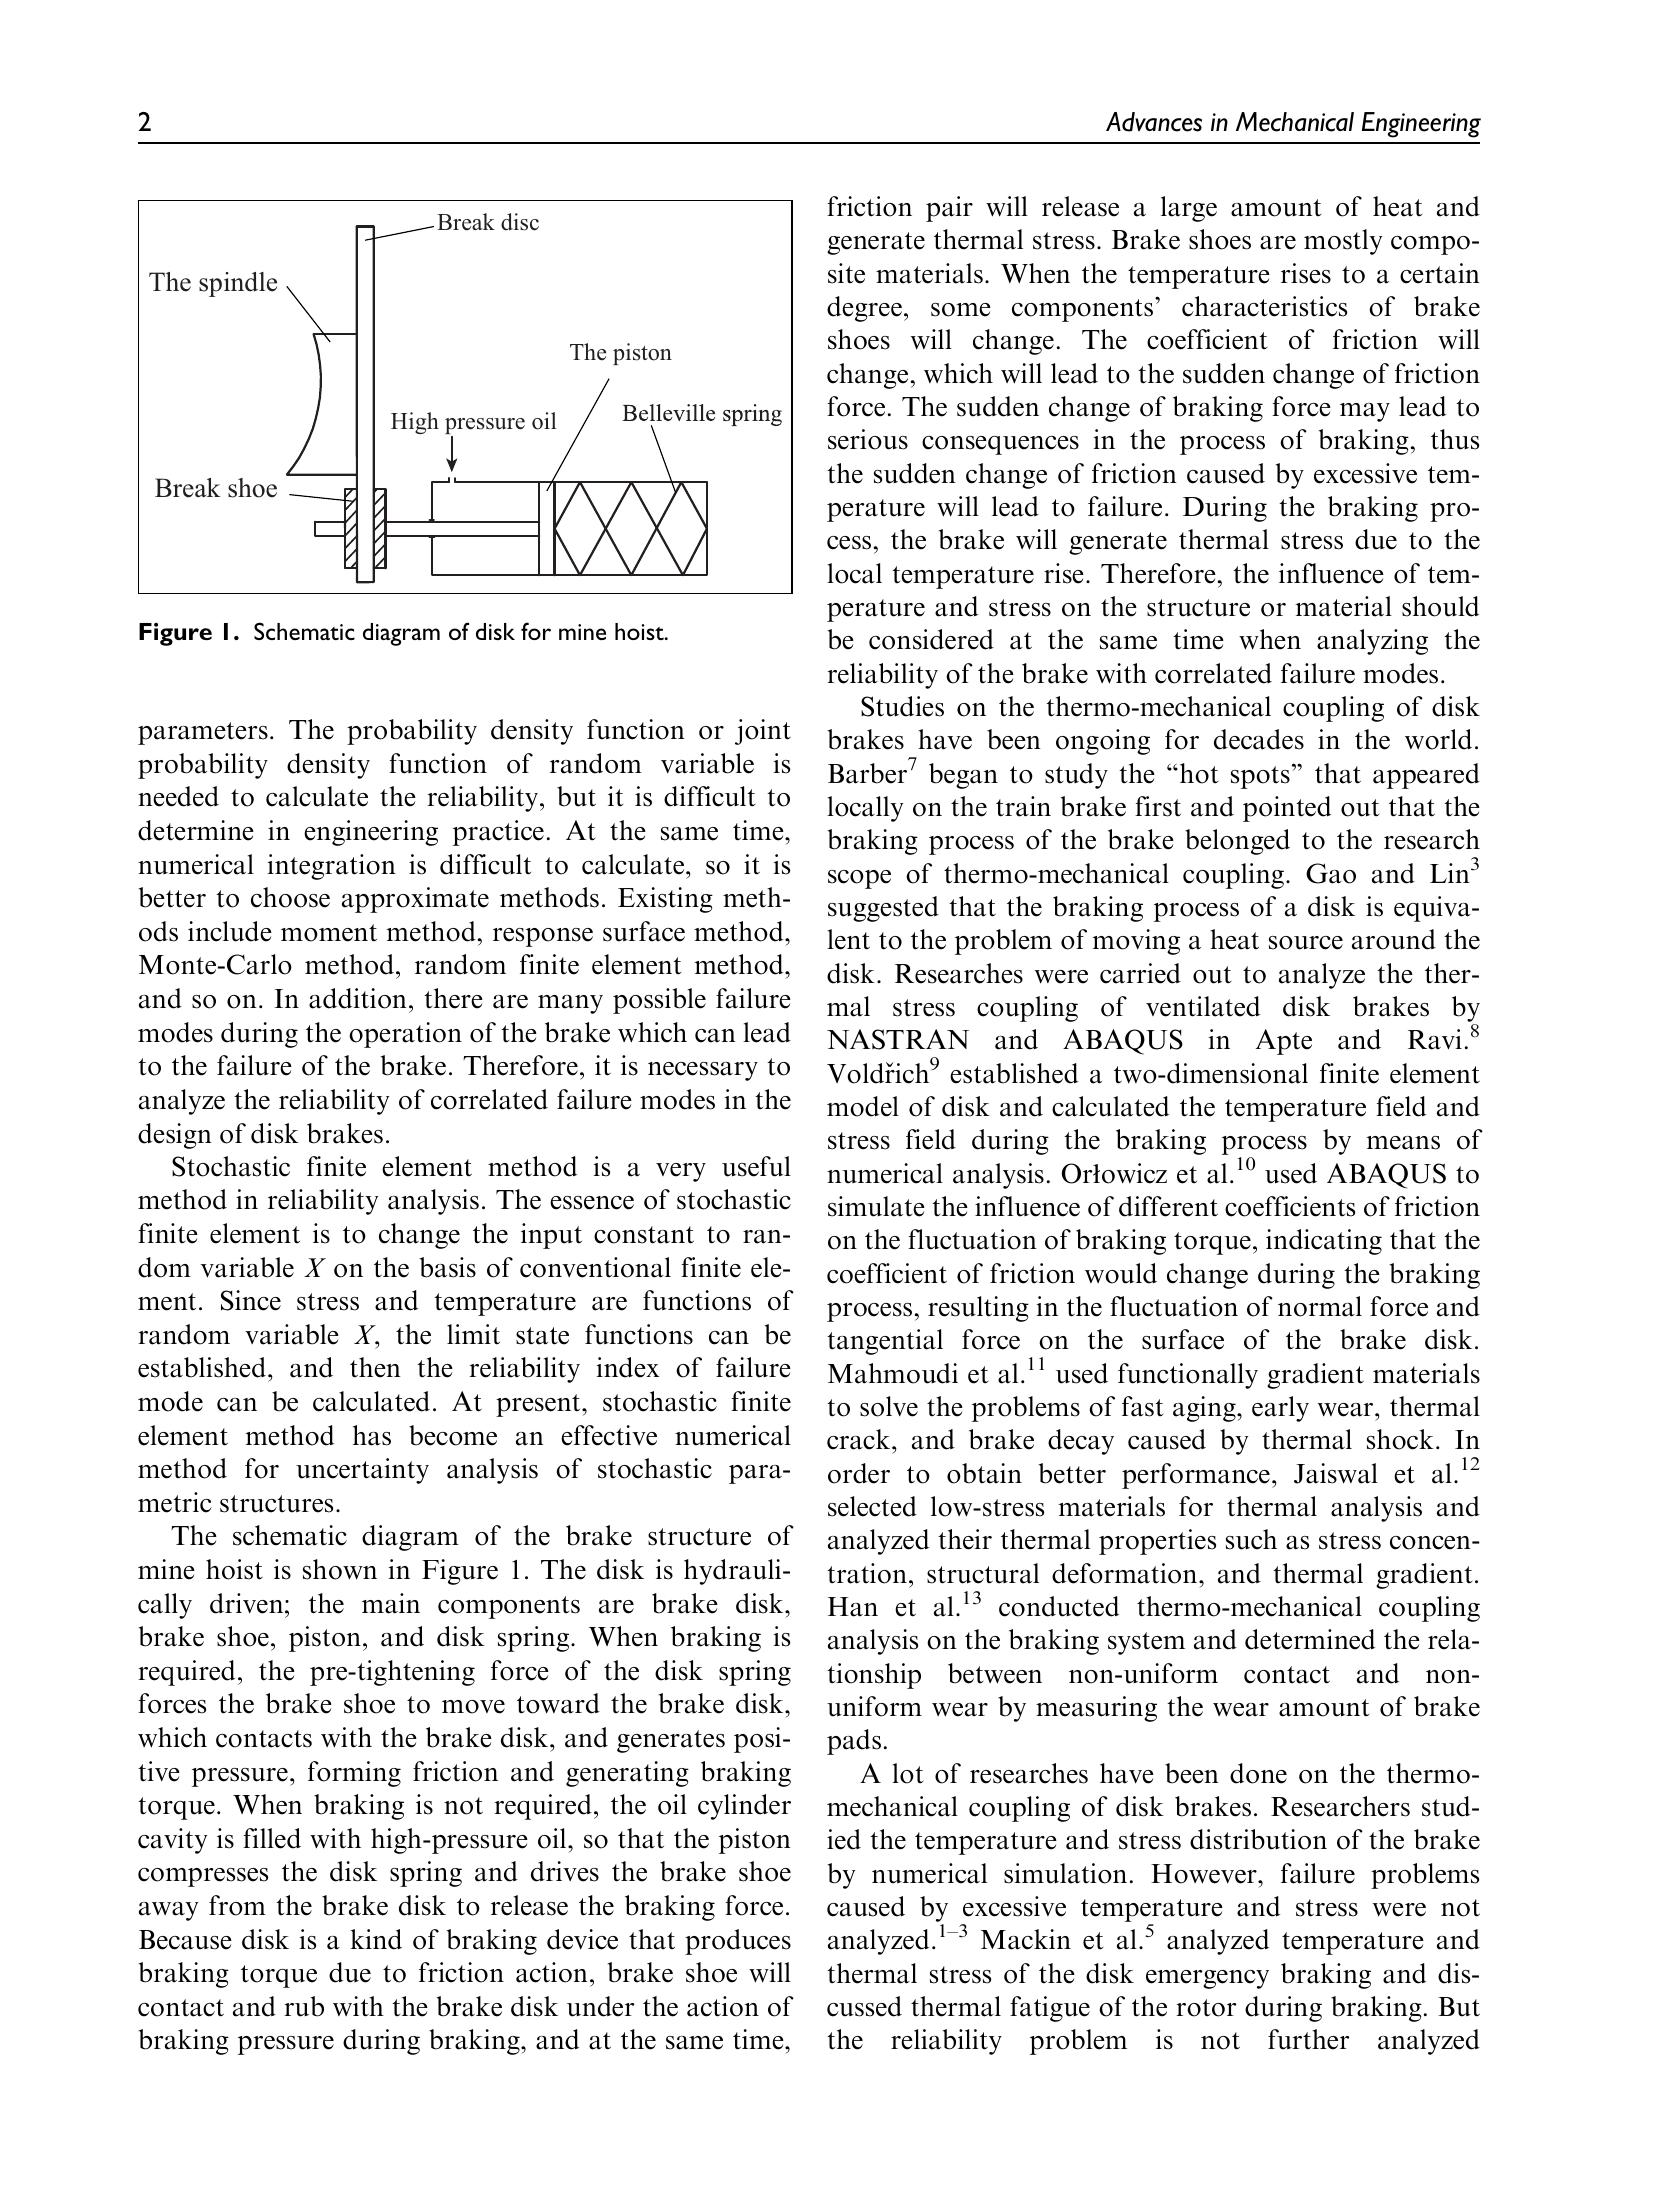 2
Advances in Mechanical Engineering
Break disc
The spindle
The piston
High pressure oil
Belleville spring
Break shoe
Figure 1. Schematic diagram of disk for mine hoist.
parameters. The probability density function or joint
probability density function of random variable is
needed to calculate the reliability, but it is difficult to
determine in engineering practice. At the same time,
numerical integration is difficult to calculate, so it is
better to choose approximate methods. Existing meth-
ods include moment method, response surface method,
Monte-Carlo method, random finite element method,
and so on. In addition, there are many possible failure
modes during the operation of the brake which can lead
to the failure of the brake. Therefore, it is necessary to
analyze the reliability of correlated failure modes in the
design of disk brakes.
Stochastic finite element method is a very useful
method in reliability analysis. The essence of stochastic
finite element is to change the input constant to ran-
dom variable X on the basis of conventional finite ele-
ment. Since stress and temperature are functions of
random variable X, the limit state functions can be
established, and then the reliability index of failure
mode can be calculated. At present, stochastic finite
element method has become an effective numerical
method for uncertainty analysis of stochastic para-
metric structures.
The schematic diagram of the brake structure of
mine hoist is shown in Figure 1. The disk is hydrauli-
cally driven; the main components are brake disk,
brake shoe, piston, and disk spring. When braking is
required, the pre-tightening force of the disk spring
forces the brake shoe to move toward the brake disk,
which contacts with the brake disk, and generates posi-
tive pressure, forming friction and generating braking
torque. When braking is not required, the oil cylinder
cavity is filled with high-pressure oil, so that the piston
compresses the disk spring and drives the brake shoe
away from the brake disk to release the braking force.
Because disk is a kind of braking device that produces
braking torque due to friction action, brake shoe will
contact and rub with the brake disk under the action of
braking pressure during braking, and at the same time,
friction pair will release a large amount of heat and
generate thermal stress. Brake shoes are mostly compo-
site materials. When the temperature rises to a certain
degree, some components’ characteristics of brake
shoes will change. The coefficient of friction will
change, which will lead to the sudden change of friction
force. The sudden change of braking force may lead to
serious consequences in the process of braking, thus
the sudden change of friction caused by excessive tem-
perature will lead to failure. During the braking pro-
cess, the brake will generate thermal stress due to the
local temperature rise. Therefore, the influence of tem-
perature and stress on the structure or material should
be considered at the same time when analyzing the
reliability of the brake with correlated failure modes.
Studies on the thermo-mechanical coupling of disk
brakes have been ongoing for decades in the world.
Barber7 began to study the “hot spots” that appeared
locally on the train brake first and pointed out that the
braking process of the brake belonged to the research
scope of thermo-mechanical coupling. Gao and Lin3
suggested that the braking process of a disk is equiva-
lent to the problem of moving a heat source around the
disk. Researches were carried out to analyze the ther-
mal stress coupling of ventilated disk brakes by
NASTRAN and ABAQUS in Apte and Ravi.8
Voldřich9 established a two-dimensional finite element
model of disk and calculated the temperature field and
stress field during the braking process by means of
numerical analysis. Orłowicz et al.10 used ABAQUS to
simulate the influence of different coefficients of friction
on the fluctuation of braking torque, indicating that the
coefficient of friction would change during the braking
process, resulting in the fluctuation of normal force and
tangential force on the surface of the brake disk.
Mahmoudi et al.11 used functionally gradient materials
to solve the problems of fast aging, early wear, thermal
crack, and brake decay caused by thermal shock. In
order to obtain better performance, Jaiswal et al.12
selected low-stress materials for thermal analysis and
analyzed their thermal properties such as stress concen-
tration, structural deformation, and thermal gradient.
Han et al.13 conducted thermo-mechanical coupling
analysis on the braking system and determined the rela-
tionship between non-uniform contact and non-
uniform wear by measuring the wear amount of brake
pads.
A lot of researches have been done on the thermo-
mechanical coupling of disk brakes. Researchers stud-
ied the temperature and stress distribution of the brake
by numerical simulation. However, failure problems
caused by excessive temperature and stress were not
analyzed.1–3 Mackin et al.5 analyzed temperature and
thermal stress of the disk emergency braking and dis-
cussed thermal fatigue of the rotor during braking. But
the reliability problem is not further analyzed